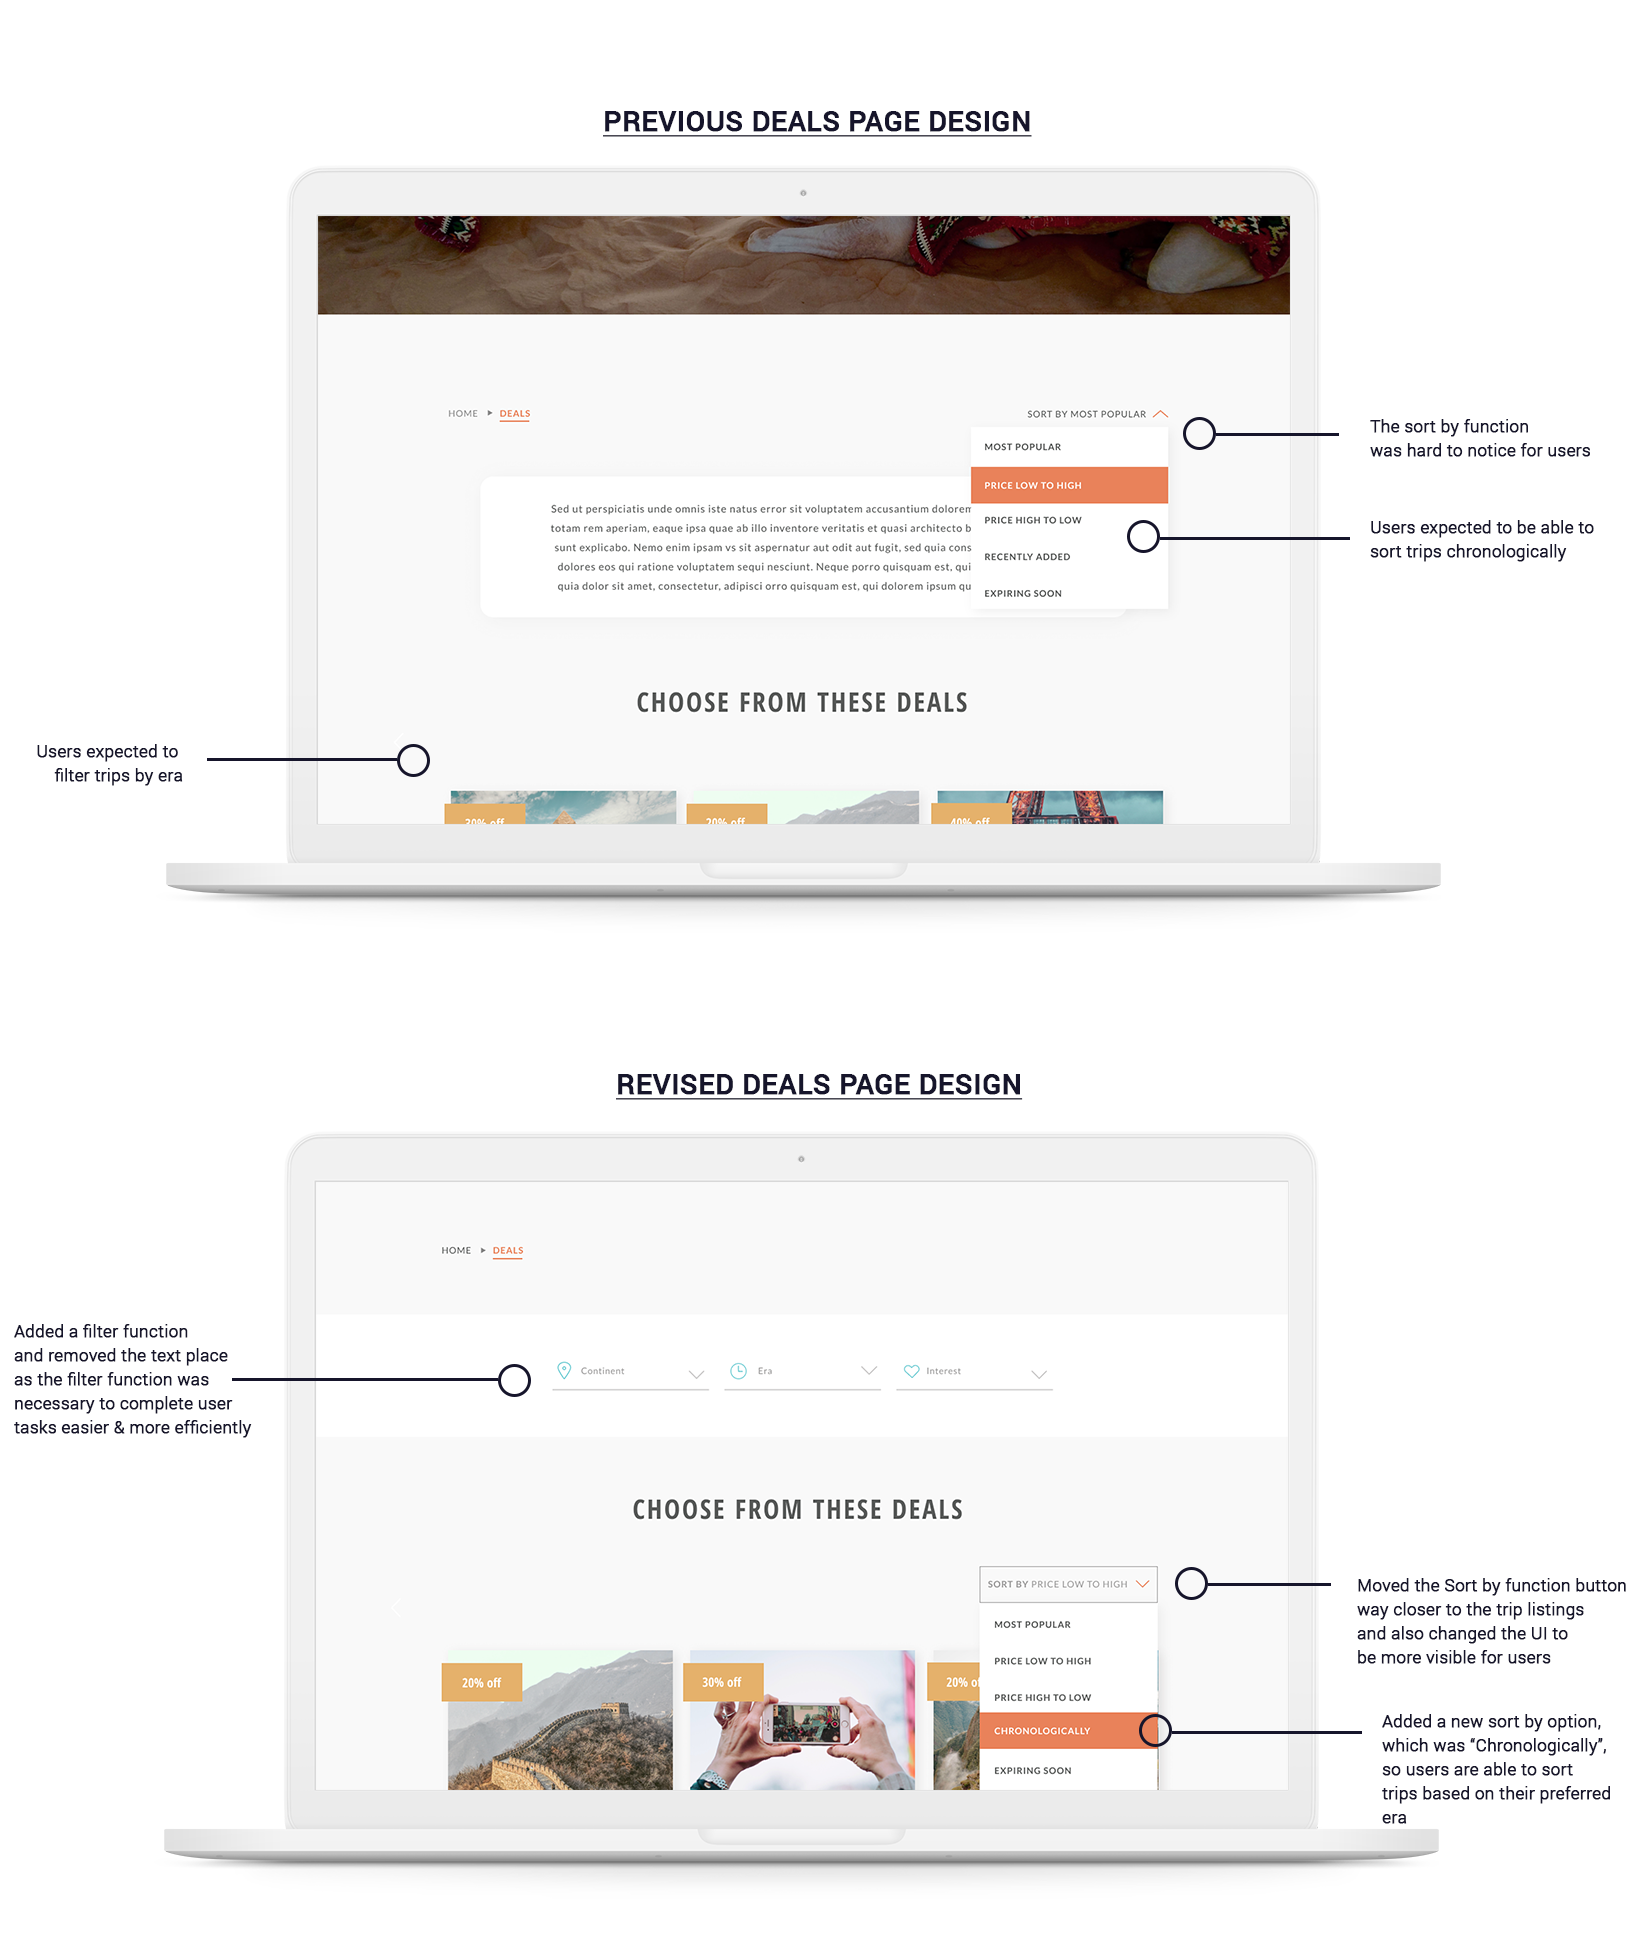 PREVIOUS DEALS PAGE DESIGN
HOME ▸ DEALS
SORT BY MOST POPULAR
MOST POPULAR
PRICE LOW TO HIGH
PRICE HIGH TO LOW
RECENTLY ADDED
EXPIRING SOON
The sort by function
was hard to notice for users
Users expected to be able to
sort trips chronologically
Sed ut perspiciatis unde omnis iste natus error sit voluptatem accusantium dolorem
totam rem aperiam, eaque ipsa quae ab illo inventore veritatis et quasi architecto b
sunt explicabo. Nemo enim ipsam vs sit aspernatur aut odit aut fugit, sed quia cons
dolores eos qui ratione voluptatem sequi nesciunt. Neque porro quisquam est, qui
quia dolor sit amet, consectetur, adipisci orro quisquam est, qui dolorem ipsum qu
CHOOSE FROM THESE DEALS
Users expected to
filter trips by era
30% off
20% off
40% off
REVISED DEALS PAGE DESIGN
HOME ▸ DEALS
Added a filter function
and removed the text place
as the filter function was
necessary to complete user
tasks easier & more efficiently
Continent
Era
Interest
CHOOSE FROM THESE DEALS
SORT BY PRICE LOW TO HIGH
MOST POPULAR
PRICE LOW TO HIGH
PRICE HIGH TO LOW
CHRONOLOGICALLY
EXPIRING SOON
Moved the Sort by function button
way closer to the trip listings
and also changed the UI to
be more visible for users
20% off
30% off
20% of
Added a new sort by option,
which was “Chronologically”,
so users are able to sort
trips based on their preferred
era